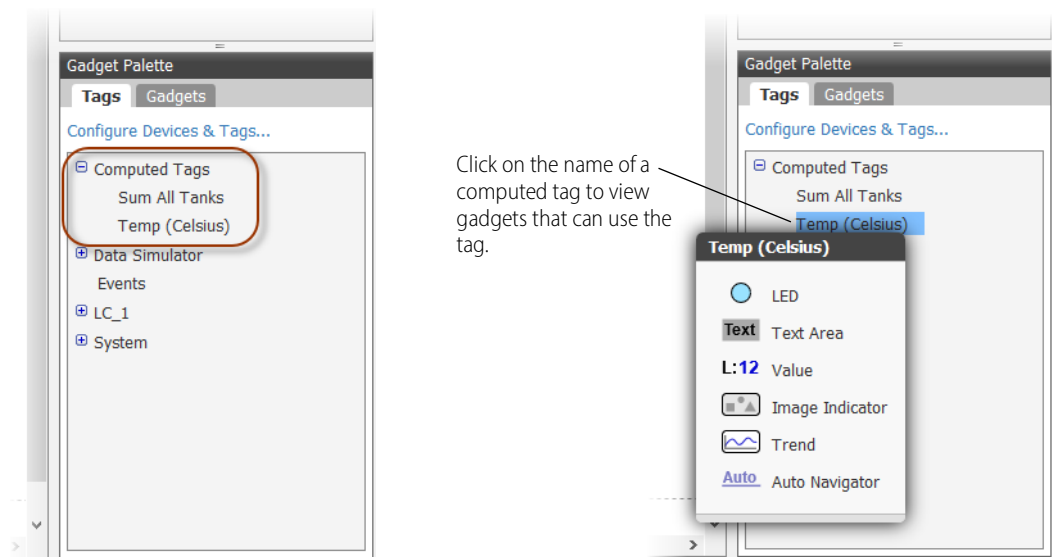 Gadget Palette
Tags Gadgets
Configure Devices & Tags...
Computed Tags
Sum All Tanks
Temp (Celsius)
Data Simulator
Events
LC_1
System
Click on the name of a
computed tag to view
gadgets that can use the
tag.
Gadget Palette
Tags Gadgets
Configure Devices & Tags...
Computed Tags
Sum All Tanks
Temp (Celsius)
Temp (Celsius)
LED
Text Text Area
L:12 Value
Image Indicator
Trend
Auto Auto Navigator